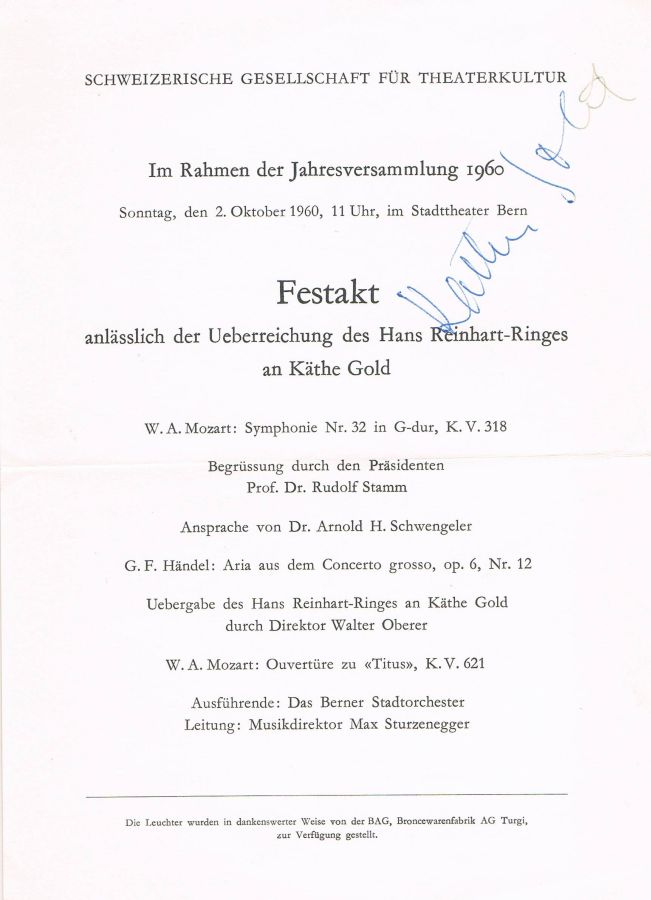 SCHWEIZERISCHE GESELLSCHAFT FÜR THEATERKULTUR
Im Rahmen der Jahresversammlung 1960
Sonntag, den 2. Oktober 1960, 11 Uhr, im Stadttheater Bern
Käthe Gold
Festakt
anlässlich der Ueberreichung des Hans Reinhart-Ringes
an Käthe Gold
W. A. Mozart: Symphonie Nr. 32 in G-dur, K. V. 318
Begrüssung durch den Präsidenten
Prof. Dr. Rudolf Stamm
Ansprache von Dr. Arnold H. Schwengeler
G. F. Händel: Aria aus dem Concerto grosso, op. 6, Nr. 12
Uebergabe des Hans Reinhart-Ringes an Käthe Gold
durch Direktor Walter Oberer
W. A. Mozart: Ouvertüre zu «Titus», K. V. 621
Ausführende: Das Berner Stadtorchester
Leitung: Musikdirektor Max Sturzenegger
Die Leuchter wurden in dankenswerter Weise von der BAG, Broncewarenfabrik AG Turgi,
zur Verfügung gestellt.